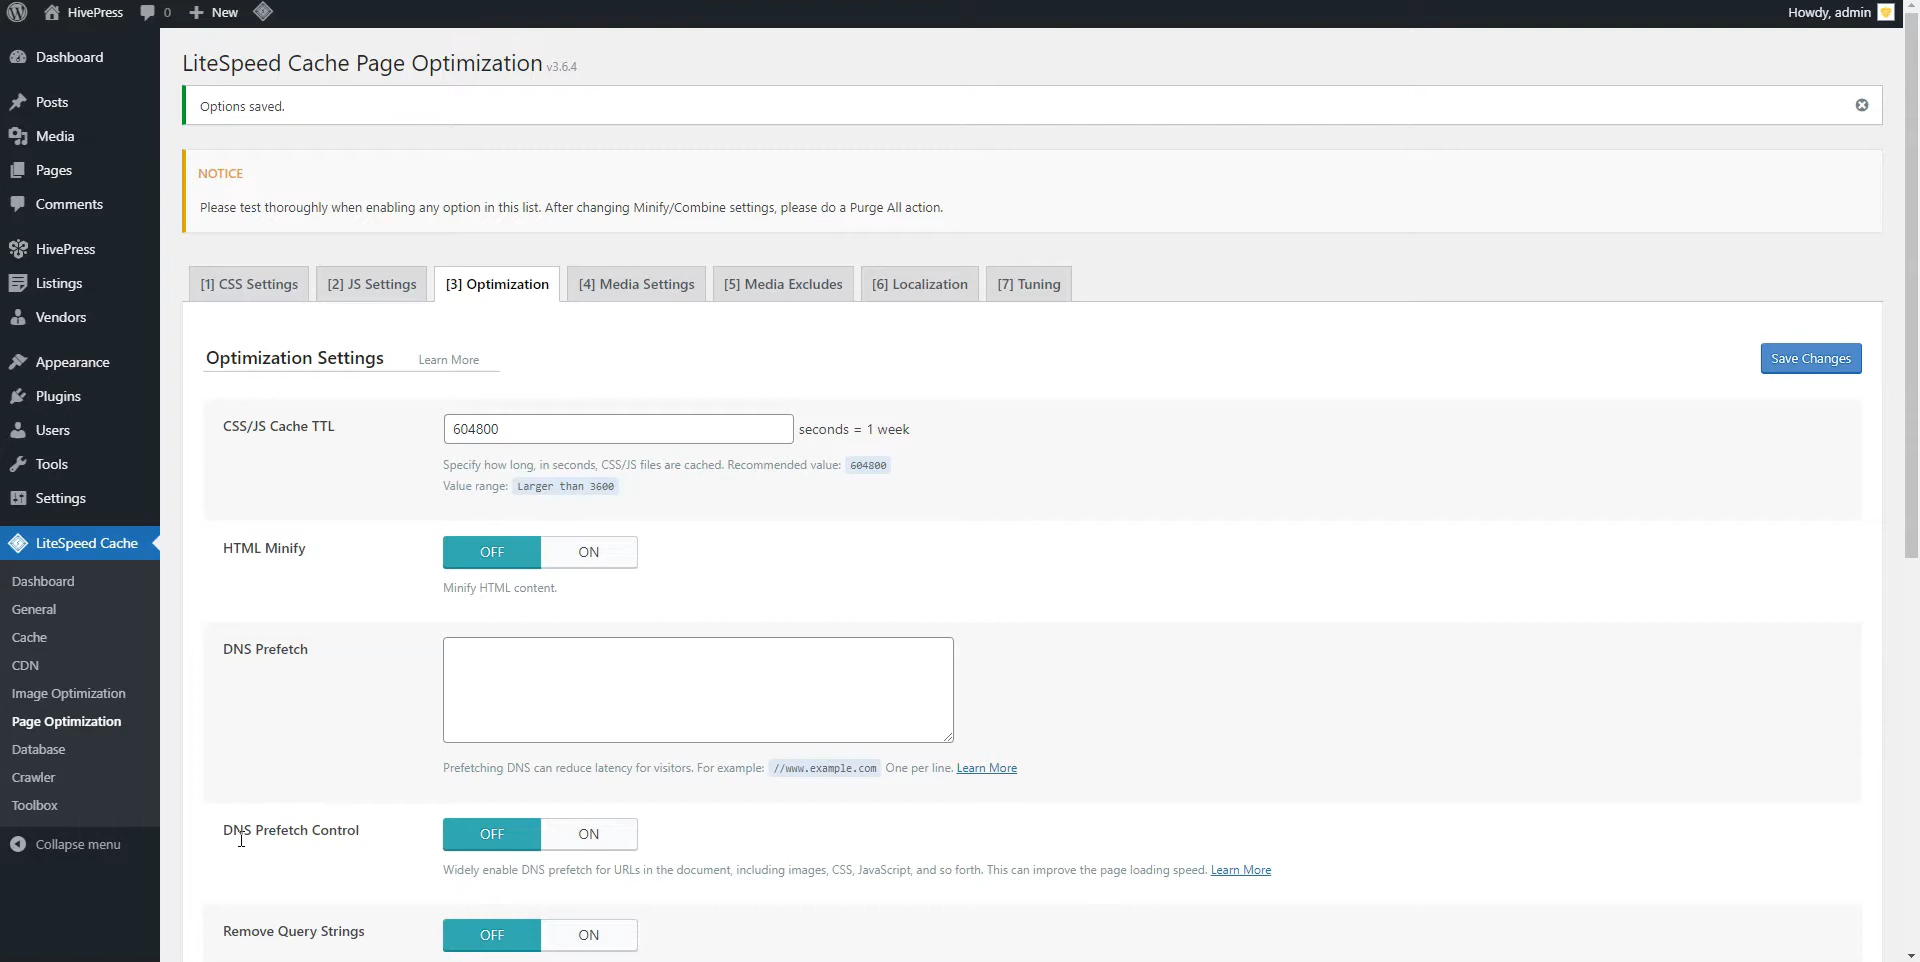 HivePress
0
New
Howdy, admin
Dashboard
Posts
Media
Pages
Comments
HivePress
Listings
Vendors
Appearance
Plugins
Users
Tools
Settings
LiteSpeed Cache
Dashboard
General
Cache
CDN
Image Optimization
Page Optimization
Database
Crawler
Toolbox
Collapse menu
LiteSpeed Cache Page Optimization v3.6.4
Options saved.
NOTICE
Please test thoroughly when enabling any option in this list. After changing Minify/Combine settings, please do a Purge All action.
[1] CSS Settings
[2] JS Settings
[3] Optimization
[4] Media Settings
[5] Media Excludes
[6] Localization
[7] Tuning
Optimization Settings
Learn More
Save Changes
CSS/JS Cache TTL
604800
seconds = 1 week
Specify how long, in seconds, CSS/JS files are cached. Recommended value: 604800
Value range: Larger than 3600
HTML Minify
OFF
ON
Minify HTML content.
DNS Prefetch
Prefetching DNS can reduce latency for visitors. For example: //www.example.com One per line. Learn More
DNS Prefetch Control
OFF
ON
Widely enable DNS prefetch for URLs in the document, including images, CSS, JavaScript, and so forth. This can improve the page loading speed. Learn More
Remove Query Strings
OFF
ON